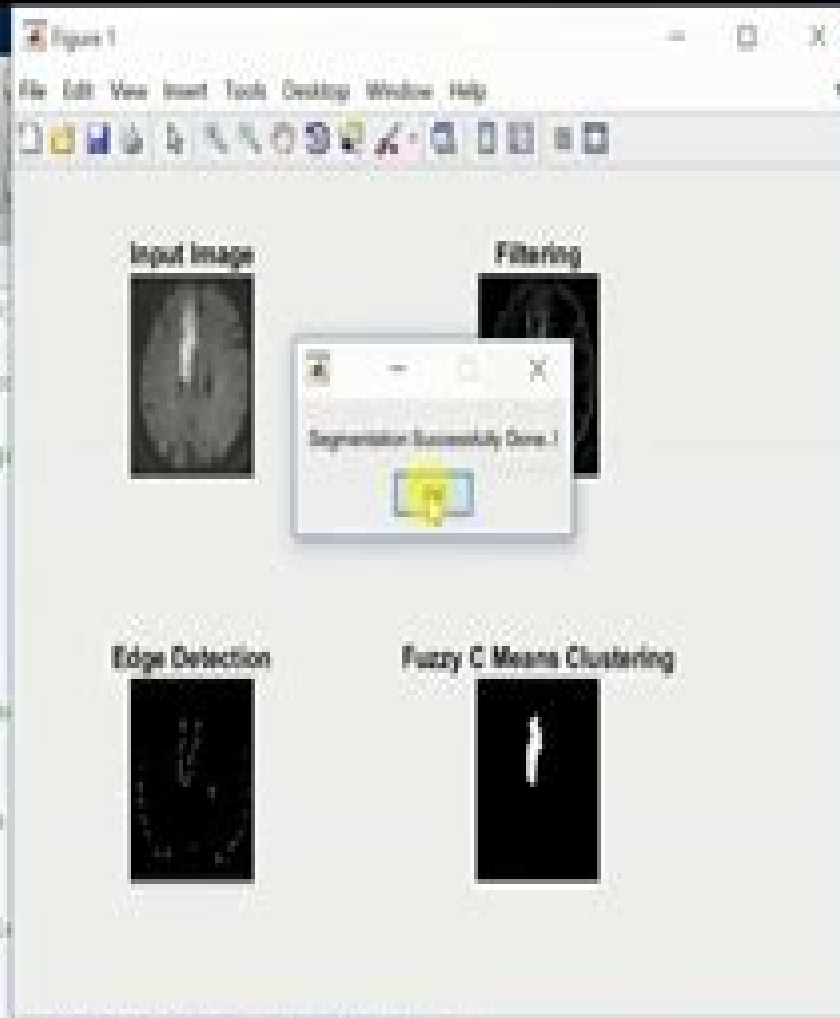 Figure 1
File Edit View Insert Tools Desktop Window Help
Input Image
Filtering
Segmentation Successfully Done..!
Edge Detection
Fuzzy C Means Clustering